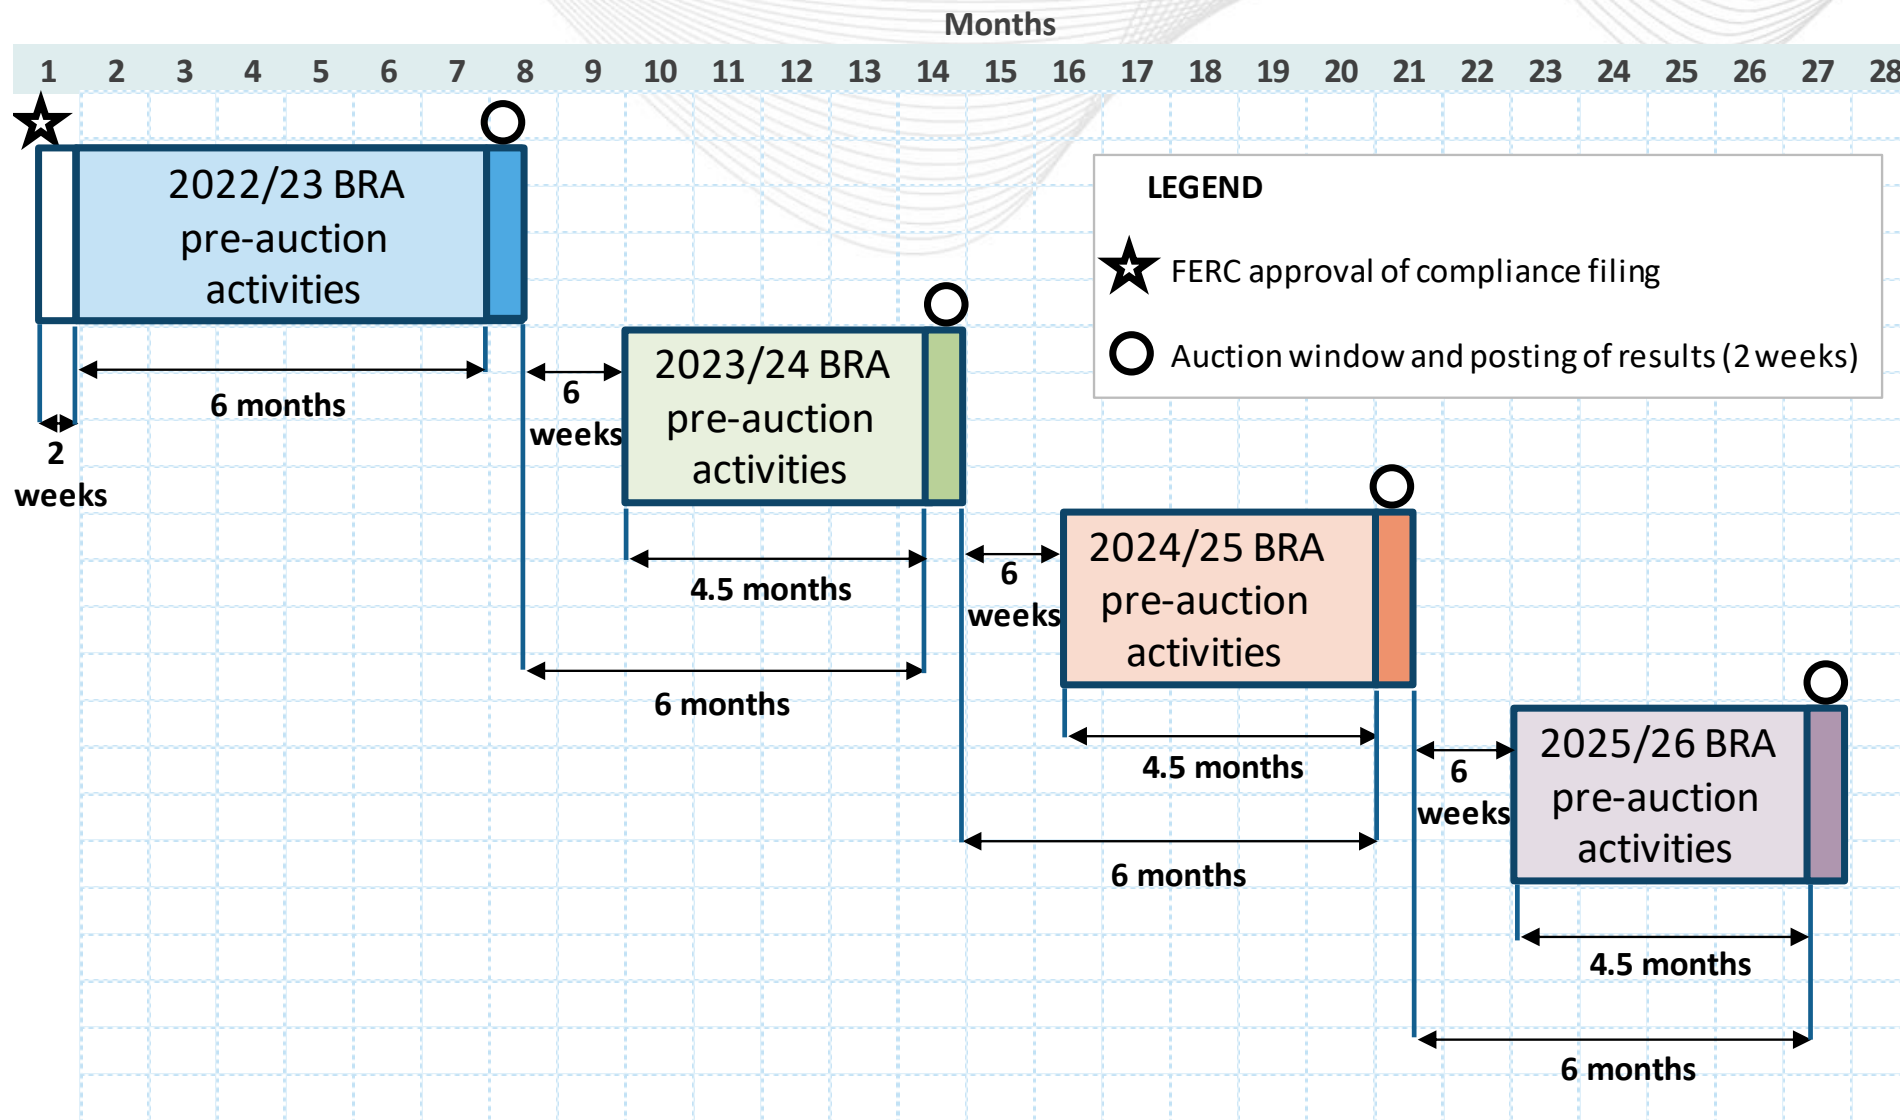 Months
1 2 3 4 5 6 7 8 9 10 11 12 13 14 15 16 17 18 19 20 21 22 23 24 25 26 27 28
2022/23 BRA
pre-auction
activities
LEGEND
FERC approval of compliance filing
Auction window and posting of results (2 weeks)
6 months
2
weeks
6
weeks
2023/24 BRA
pre-auction
activities
4.5 months
6 months
6
weeks
2024/25 BRA
pre-auction
activities
4.5 months
6 months
6
weeks
2025/26 BRA
pre-auction
activities
4.5 months
6 months